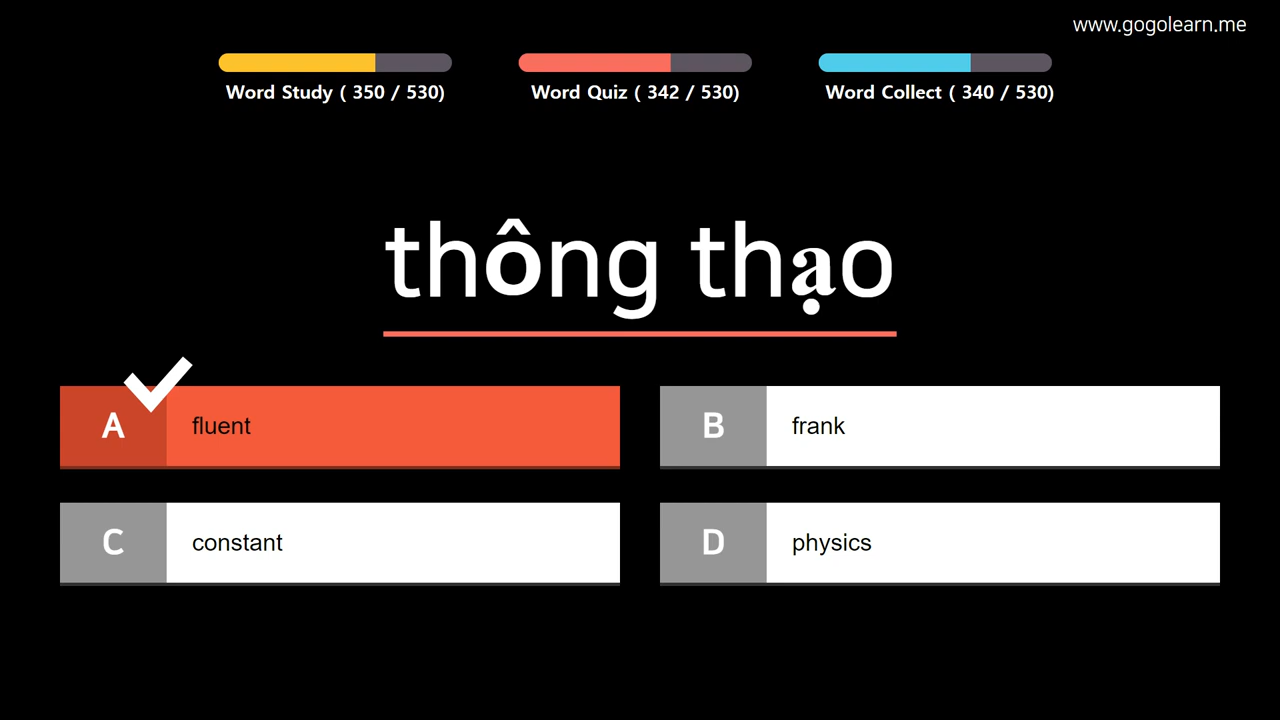 www.gogolearn.me
Word Study ( 350 / 530)
Word Quiz ( 342 / 530)
Word Collect ( 340 / 530)
thông thạo
A fluent
B frank
C constant
D physics